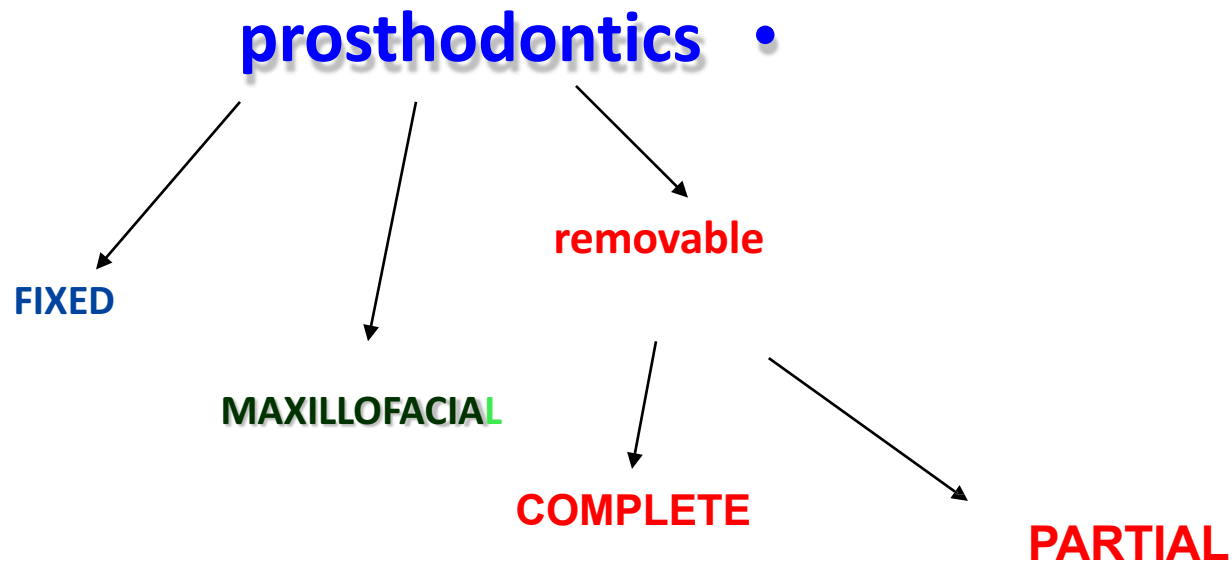 prosthodontics •
removable
FIXED
MAXILLOFACIAL
COMPLETE
PARTIAL